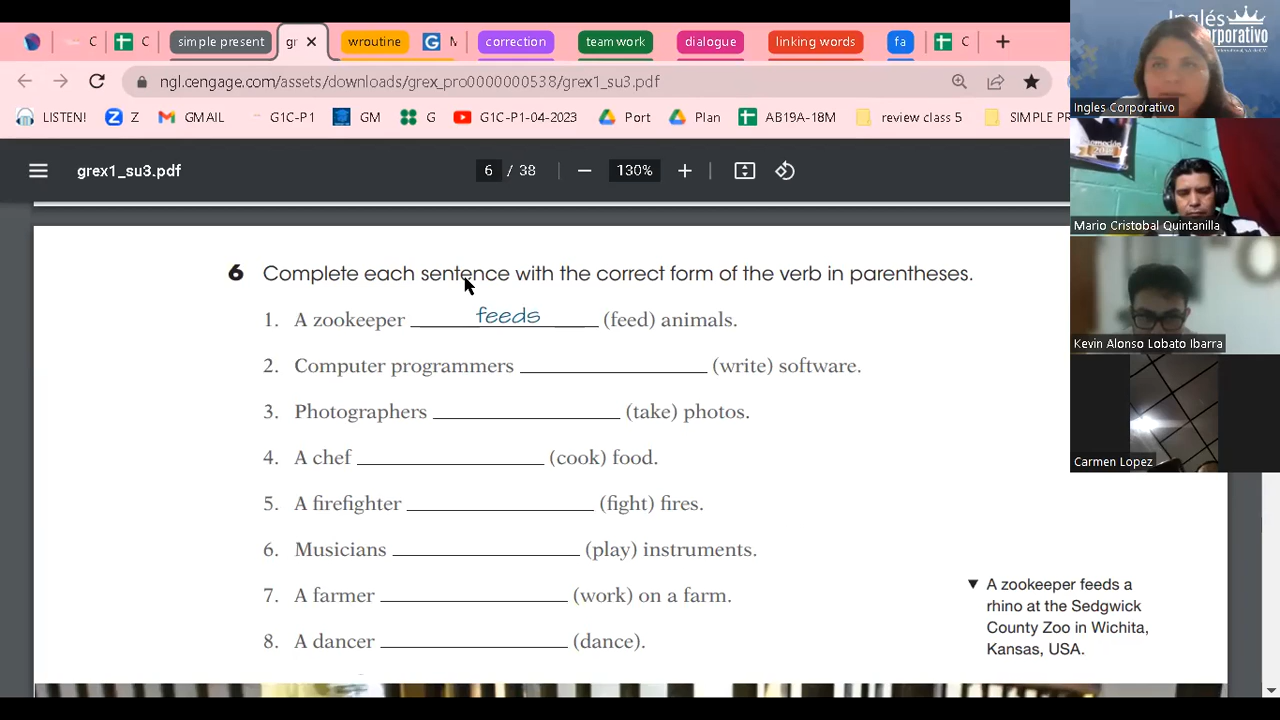 C
C
simple present
gr
wroutine
M
correction
team work
dialogue
linking words
fa
C
ngl.cengage.com/assets/downloads/grex_pro0000000538/grex1_su3.pdf
LISTEN!
Z
GMAIL
G1C-P1
GM
G
G1C-P1-04-2023
Port
Plan
AB19A-18M
review class 5
SIMPLE PR
grex1_su3.pdf
6 / 38
130%
6 Complete each sentence with the correct form of the verb in parentheses.
1. A zookeeper feeds (feed) animals.
2. Computer programmers (write) software.
3. Photographers (take) photos.
4. A chef (cook) food.
5. A firefighter (fight) fires.
6. Musicians (play) instruments.
7. A farmer (work) on a farm.
8. A dancer (dance).
A zookeeper feeds a
rhino at the Sedgwick
County Zoo in Wichita,
Kansas, USA.
Inglés
Corporativo
Ingles Corporativo
Mario Cristobal Quintanilla
Kevin Alonso Lobato Ibarra
Carmen Lopez